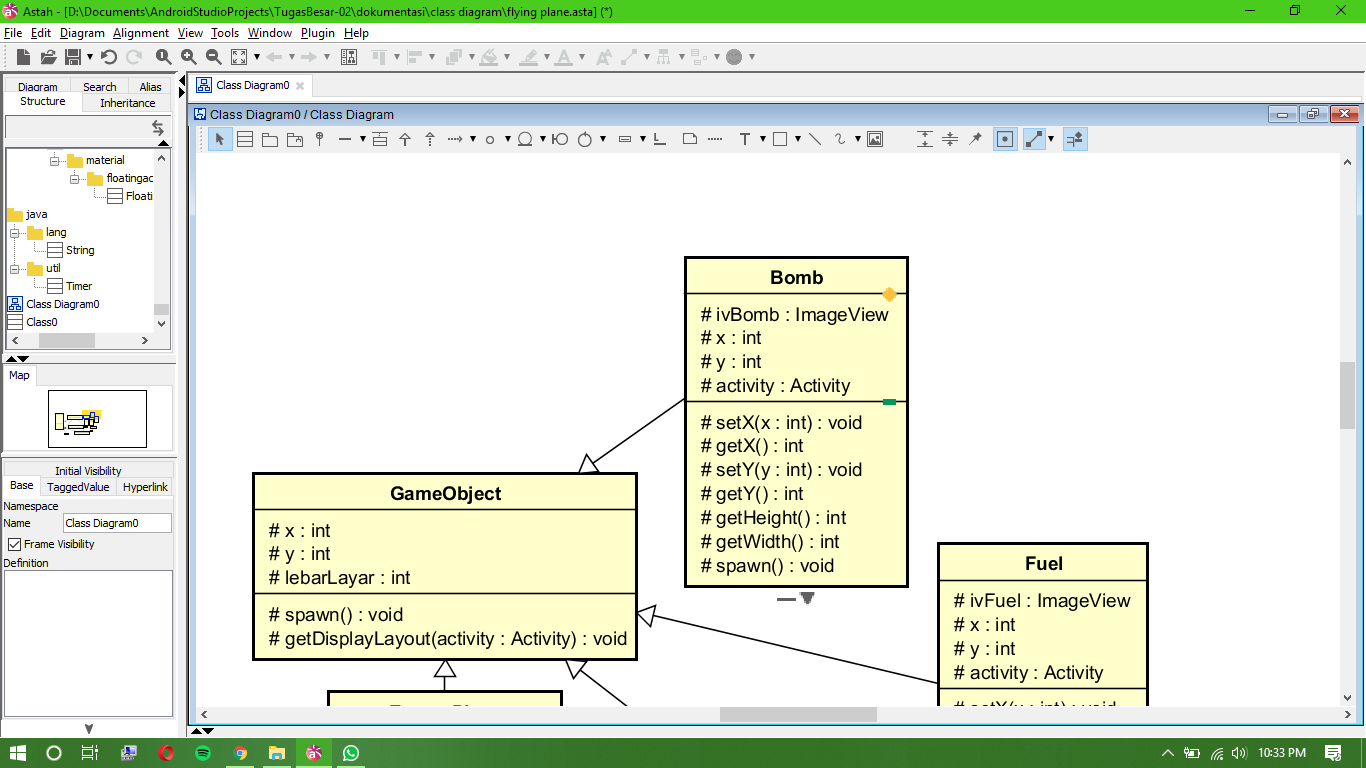 Astah - [D:\Documents\AndroidStudioProjects\TugasBesar-02\dokumentasi\class diagram\flying plane.asta] (*)
File Edit Diagram Alignment View Tools Window Plugin Help
Diagram Search Alias
Structure Inheritance
material
floatingac
Floati
java
lang
String
util
Timer
Class Diagram0
Class0
Map
Initial Visibility
Base TaggedValue Hyperlink
Namespace
Name Class Diagram0
Frame Visibility
Definition
Class Diagram0
Class Diagram0 / Class Diagram
Bomb
# ivBomb : ImageView
# x : int
# y : int
# activity : Activity
# setX(x : int) : void
# getX() : int
# setY(y : int) : void
# getY() : int
# getHeight() : int
# getWidth() : int
# spawn() : void
GameObject
# x : int
# y : int
# lebarLayar : int
# spawn() : void
# getDisplayLayout(activity : Activity) : void
Fuel
# ivFuel : ImageView
# x : int
# y : int
# activity : Activity
# setX(x : int) : void
10:33 PM